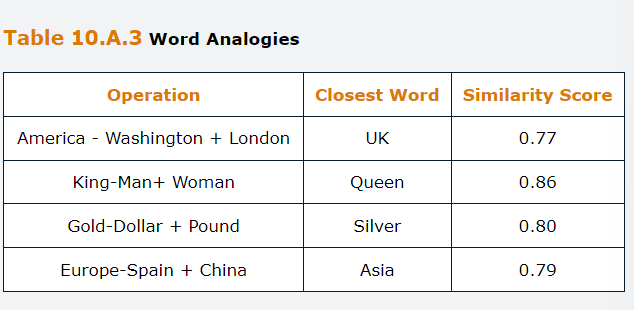 Table 10.A.3 Word Analogies
Operation Closest Word Similarity Score
America - Washington + London UK 0.77
King-Man+ Woman Queen 0.86
Gold-Dollar + Pound Silver 0.80
Europe-Spain + China Asia 0.79